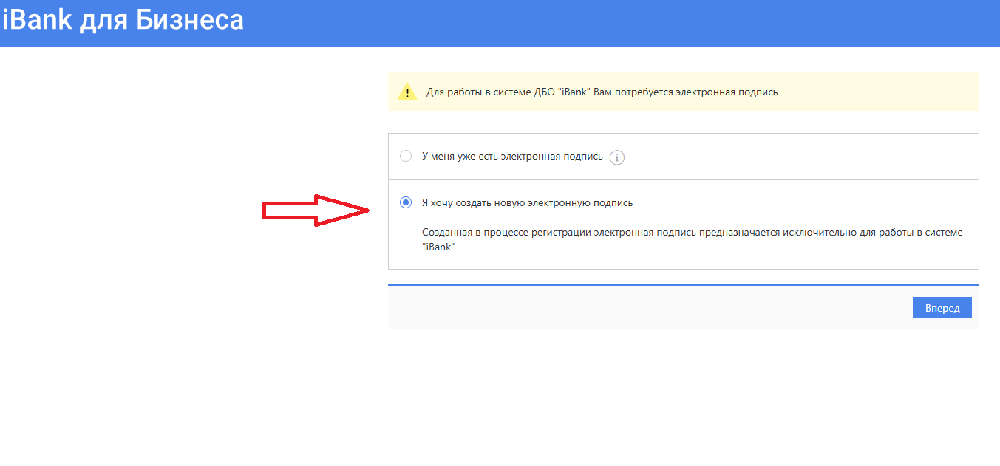 iBank для Бизнеса
Для работы в системе ДБО "iBank" Вам потребуется электронная подпись
У меня уже есть электронная подпись
Я хочу создать новую электронную подпись
Созданная в процессе регистрации электронная подпись предназначается исключительно для работы в системе
"iBank"
Вперед